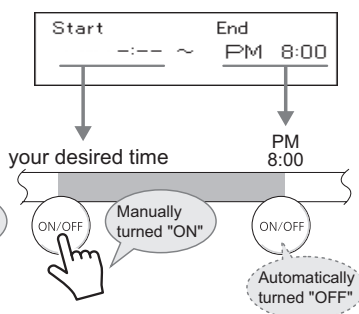 Start End
-:-- ~ PM 8:00
your desired time
PM
8:00
ON/OFF
Manually
turned "ON"
ON/OFF
Automatically
turned "OFF"